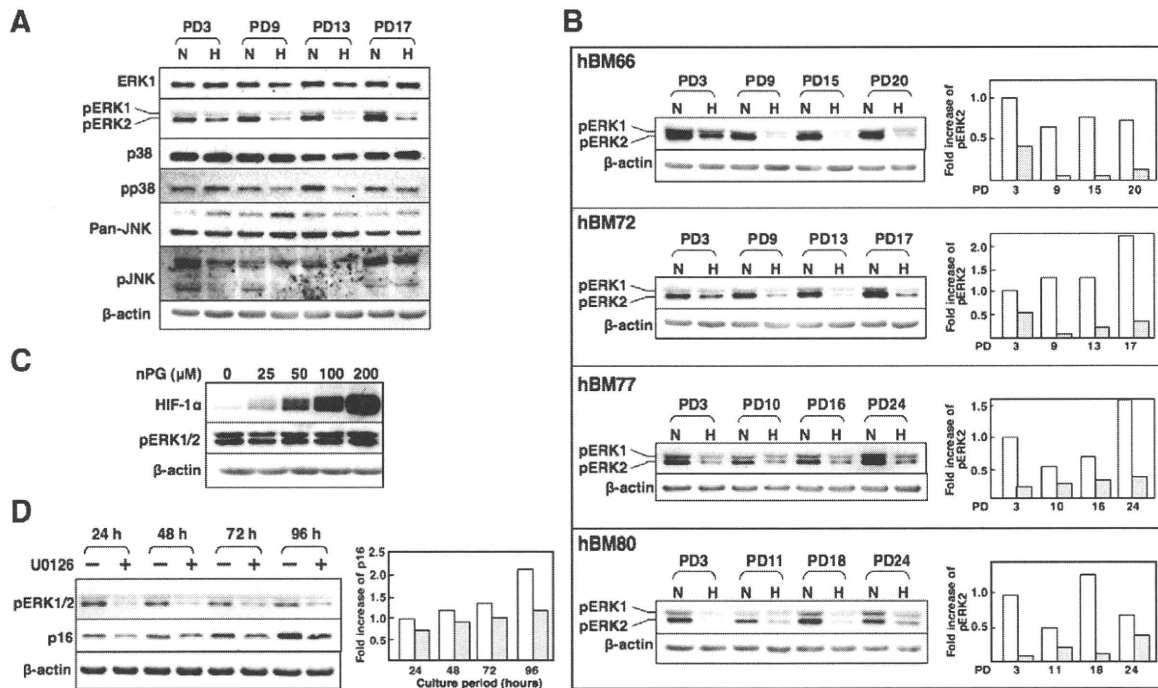 A
PD3 PD9 PD13 PD17
N H N H N H N H
ERK1
pERK1
pERK2
p38
pp38
Pan-JNK
pJNK
β-actin
C
nPG (μM) 0 25 50 100 200
HIF-1α
pERK1/2
β-actin
D
24 h 48 h 72 h 96 h
U0126 − + − + − + − +
pERK1/2
p16
β-actin
Fold increase of p16
2.5
2.0
1.5
1.0
0.5
24 48 72 96
Culture period (hours)
B
hBM66
PD3 PD9 PD15 PD20
N H N H N H N H
pERK1
pERK2
β-actin
Fold increase of
pERK2
1.0
0.5
PD 3 9 15 20
hBM72
PD3 PD9 PD13 PD17
N H N H N H N H
pERK1
pERK2
β-actin
Fold increase of
pERK2
2.0
1.5
1.0
0.5
PD 3 9 13 17
hBM77
PD3 PD10 PD16 PD24
N H N H N H N H
pERK1
pERK2
β-actin
Fold increase of
pERK2
1.5
1.0
0.5
PD 3 10 16 24
hBM80
PD3 PD11 PD18 PD24
N H N H N H N H
pERK1
pERK2
β-actin
Fold increase of
pERK2
1.0
0.5
PD 3 11 18 24